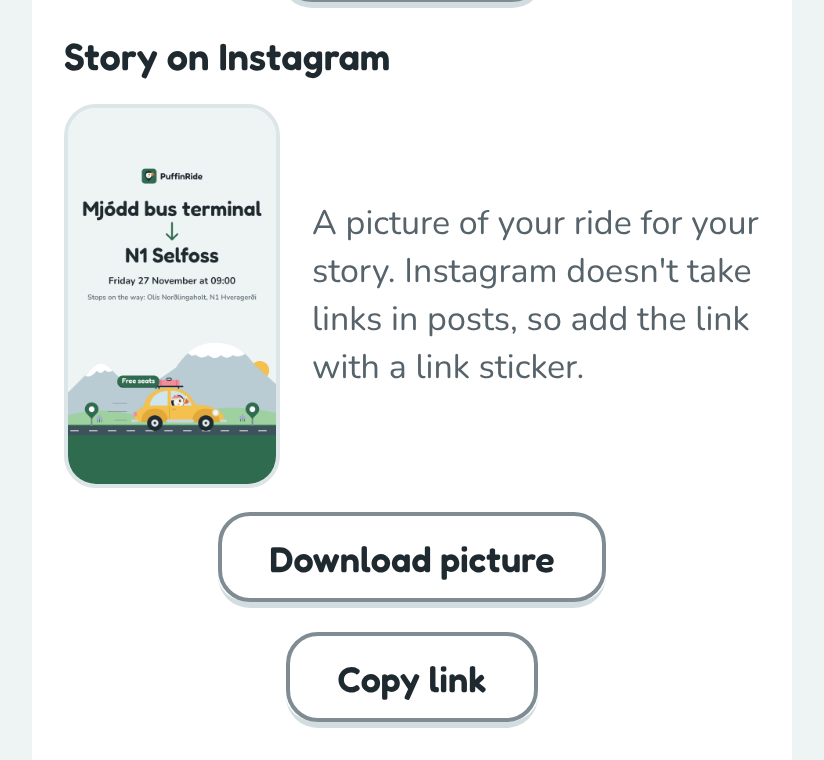 Story on Instagram
PuffinRide
Mjódd bus terminal
N1 Selfoss
Friday 27 November at 09:00
Stops on the way: Olís Norðlingaholt, N1 Hveragerði
Free seats
A picture of your ride for your
story. Instagram doesn't take
links in posts, so add the link
with a link sticker.
Download picture
Copy link